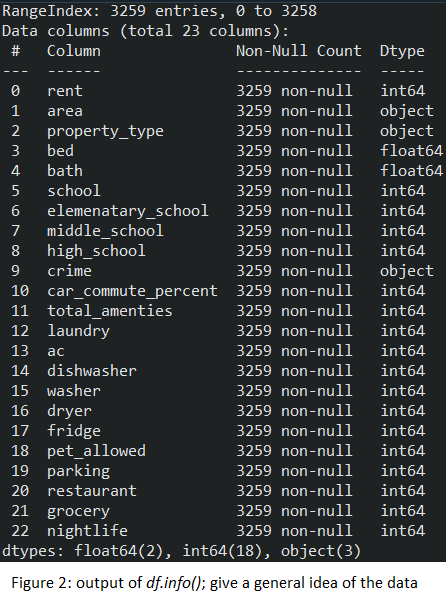 RangeIndex: 3259 entries, 0 to 3258
Data columns (total 23 columns):
 #   Column                Non-Null Count  Dtype
---  ------                --------------  -----
 0   rent                  3259 non-null   int64
 1   area                  3259 non-null   object
 2   property_type         3259 non-null   object
 3   bed                   3259 non-null   float64
 4   bath                  3259 non-null   float64
 5   school                3259 non-null   int64
 6   elemenatary_school    3259 non-null   int64
 7   middle_school         3259 non-null   int64
 8   high_school           3259 non-null   int64
 9   crime                 3259 non-null   object
 10  car_commute_percent   3259 non-null   int64
 11  total_amenties        3259 non-null   int64
 12  laundry               3259 non-null   int64
 13  ac                    3259 non-null   int64
 14  dishwasher            3259 non-null   int64
 15  washer                3259 non-null   int64
 16  dryer                 3259 non-null   int64
 17  fridge                3259 non-null   int64
 18  pet_allowed           3259 non-null   int64
 19  parking               3259 non-null   int64
 20  restaurant            3259 non-null   int64
 21  grocery               3259 non-null   int64
 22  nightlife             3259 non-null   int64
dtypes: float64(2), int64(18), object(3)
Figure 2: output of df.info(); give a general idea of the data